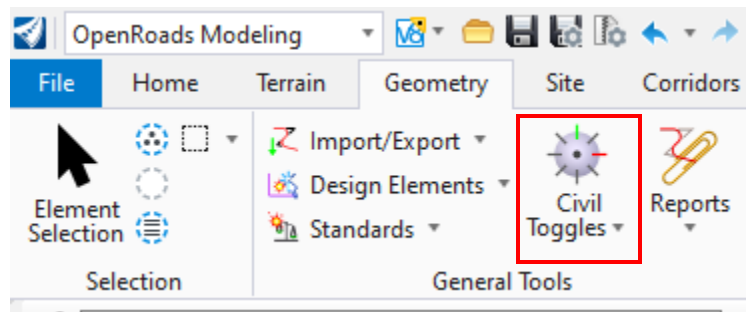 OpenRoads Modeling
V8
File Home Terrain Geometry Site Corridors
Import/Export
Design Elements
Standards
Element
Selection
Civil
Toggles
Reports
Selection General Tools